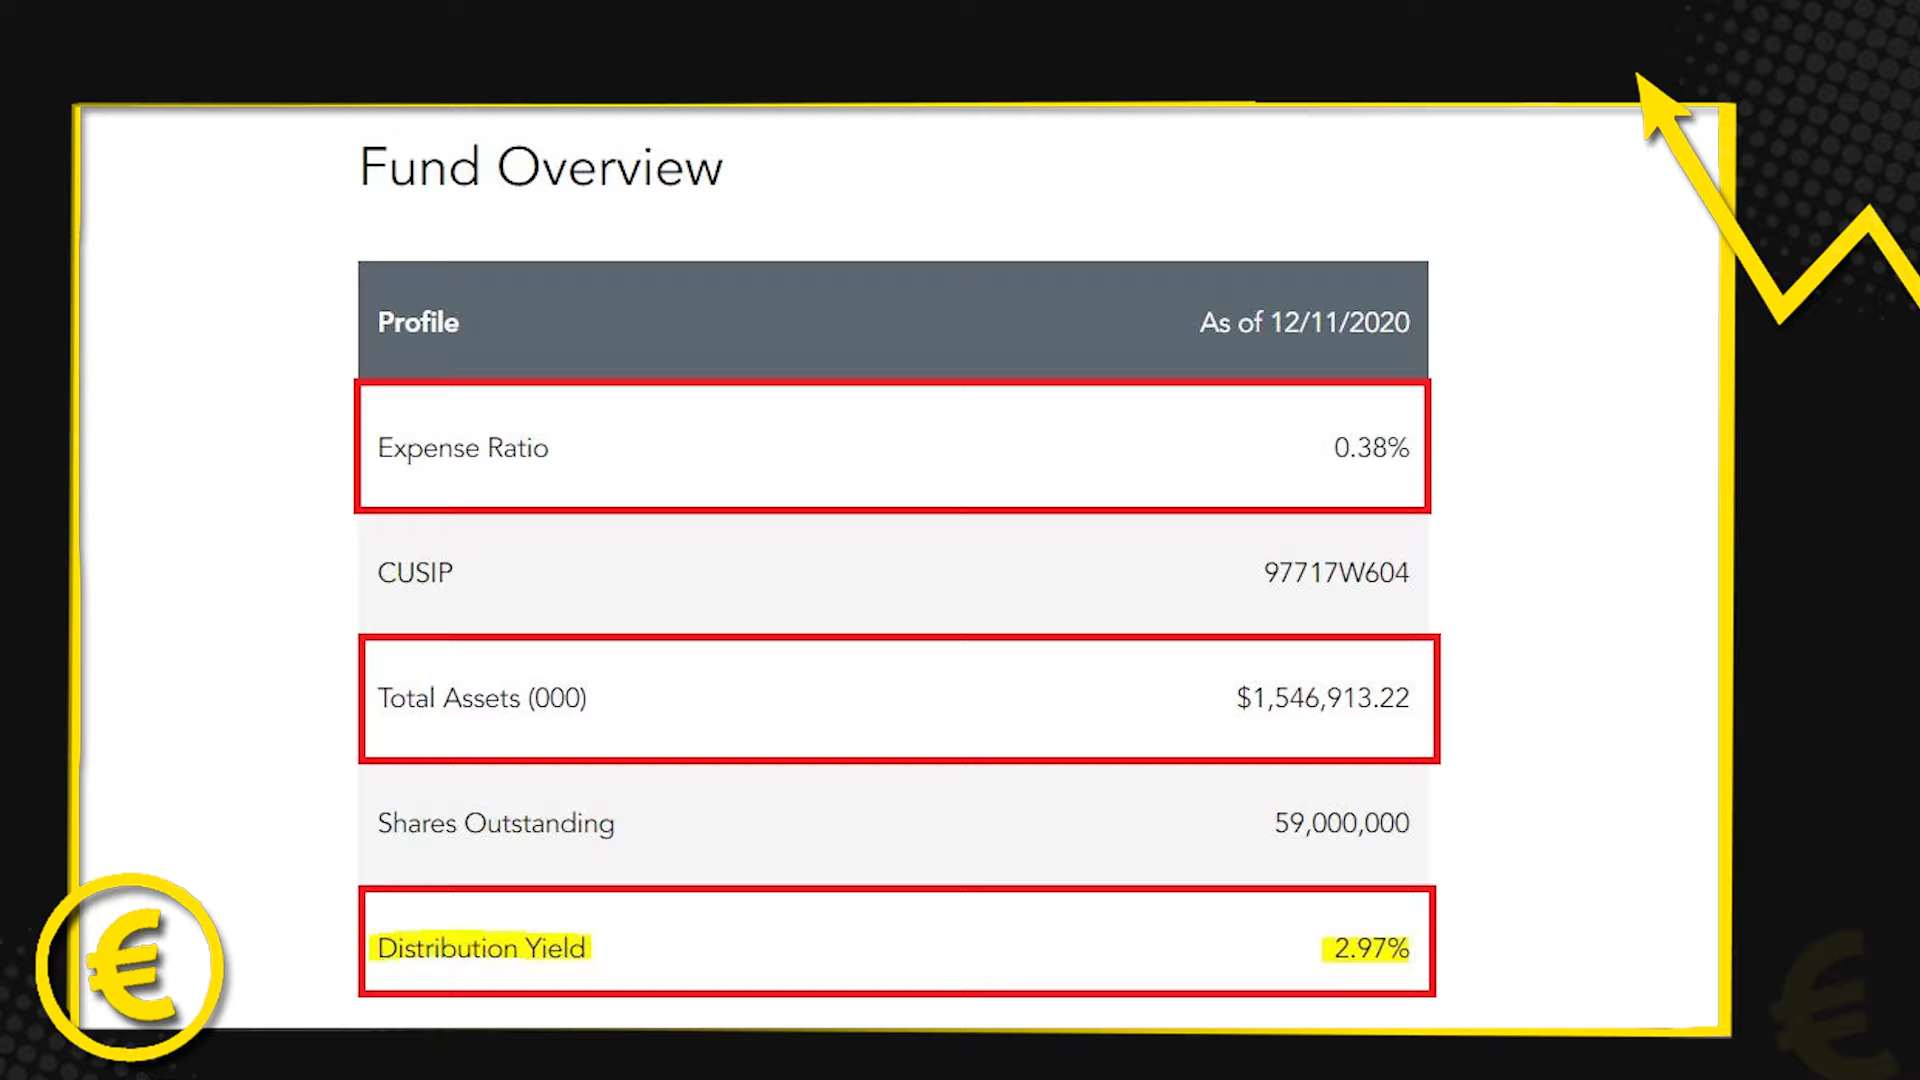 Fund Overview
Profile As of 12/11/2020
Expense Ratio 0.38%
CUSIP 97717W604
Total Assets (000) $1,546,913.22
Shares Outstanding 59,000,000
Distribution Yield 2.97%
€
€